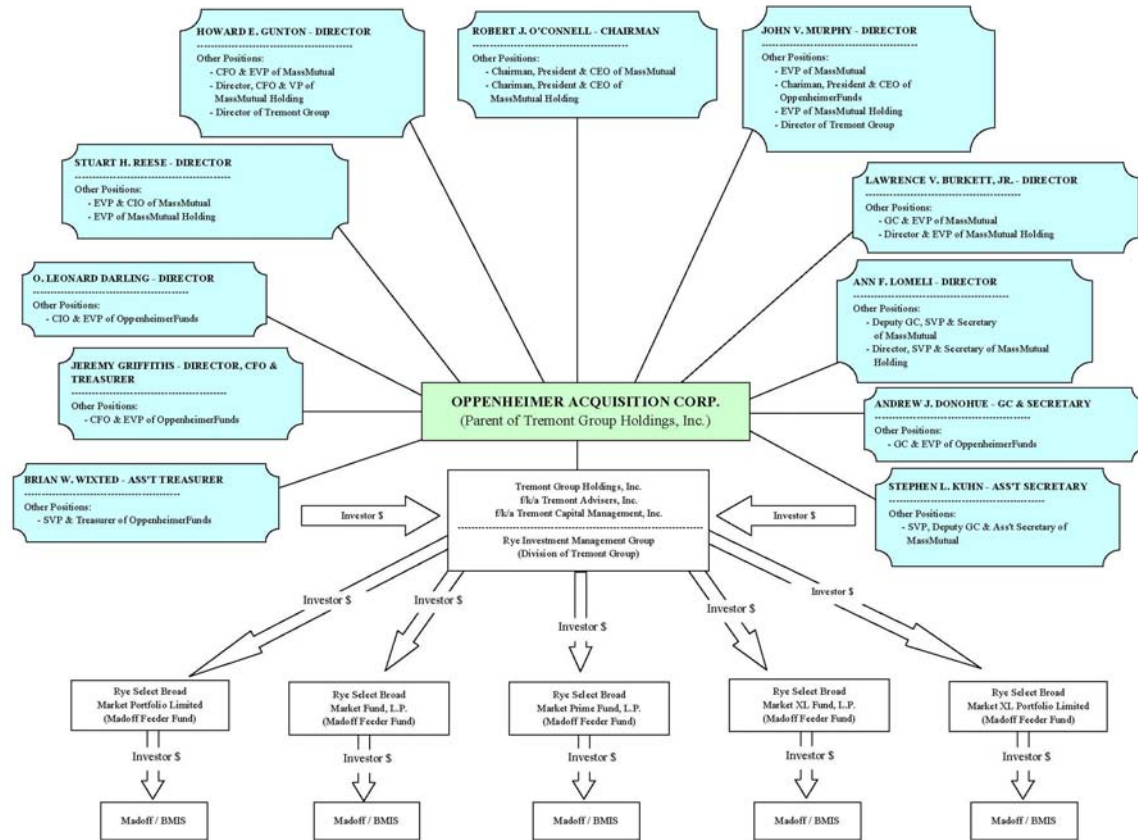 HOWARD E. GUNTON - DIRECTOR
-------------------------------------------
Other Positions:
- CFO & EVP of MassMutual
- Director, CFO & VP of
MassMutual Holding
- Director of Tremont Group
ROBERT J. O'CONNELL - CHAIRMAN
-------------------------------------------
Other Positions:
- Chairman, President & CEO of MassMutual
- Chariman, President & CEO of
MassMutual Holding
JOHN V. MURPHY - DIRECTOR
-------------------------------------------
Other Positions:
- EVP of MassMutual
- Chariman, President & CEO of
OppenheimerFunds
- EVP of MassMutual Holding
- Director of Tremont Group
STUART H. REESE - DIRECTOR
-------------------------------------------
Other Positions:
- EVP & CIO of MassMutual
- EVP of MassMutual Holding
LAWRENCE V. BURKETT, JR. - DIRECTOR
-------------------------------------------
Other Positions:
- GC & EVP of MassMutual
- Director & EVP of MassMutual Holding
O. LEONARD DARLING - DIRECTOR
-------------------------------------------
Other Positions:
- CIO & EVP of OppenheimerFunds
ANN F. LOMELI - DIRECTOR
-------------------------------------------
Other Positions:
- Deputy GC, SVP & Secretary
of MassMutual
- Director, SVP & Secretary of MassMutual
Holding
JEREMY GRIFFITHS - DIRECTOR, CFO &
TREASURER
-------------------------------------------
Other Positions:
- CFO & EVP of OppenheimerFunds
OPPENHEIMER ACQUISITION CORP.
(Parent of Tremont Group Holdings, Inc.)
ANDREW J. DONOHUE - GC & SECRETARY
-------------------------------------------
Other Positions:
- GC & EVP of OppenheimerFunds
BRIAN W. WIXTED - ASS'T TREASURER
-------------------------------------------
Other Positions:
- SVP & Treasurer of OppenheimerFunds
STEPHEN L. KUHN - ASS'T SECRETARY
-------------------------------------------
Other Positions:
- SVP, Deputy GC & Ass't Secretary of
MassMutual
Investor $
Tremont Group Holdings, Inc.
f/k/a Tremont Advisers, Inc.
f/k/a Tremont Capital Management, Inc.
-------------------------------------------
Rye Investment Management Group
(Division of Tremont Group)
Investor $
Investor $
Investor $
Investor $
Investor $
Investor $
Rye Select Broad
Market Portfolio Limited
(Madoff Feeder Fund)
Rye Select Broad
Market Fund, L.P.
(Madoff Feeder Fund)
Rye Select Broad
Market Prime Fund, L.P.
(Madoff Feeder Fund)
Rye Select Broad
Market XL Fund, L.P.
(Madoff Feeder Fund)
Rye Select Broad
Market XL Portfolio Limited
(Madoff Feeder Fund)
Investor $
Investor $
Investor $
Investor $
Investor $
Madoff / BMIS
Madoff / BMIS
Madoff / BMIS
Madoff / BMIS
Madoff / BMIS